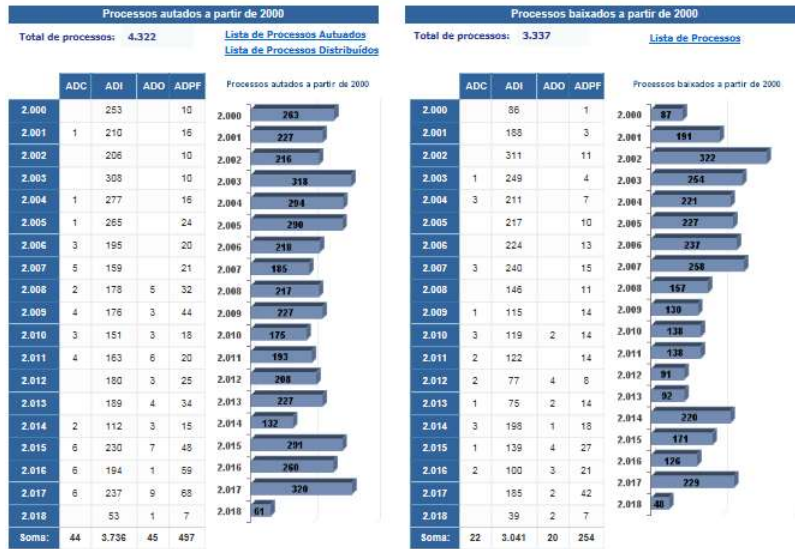 Processos autados a partir de 2000
Total de processos: 4.322
Lista de Processos Autuados
Lista de Processos Distribuídos
ADC ADI ADO ADPF
2.000 253 10
2.001 1 210 16
2.002 206 10
2.003 308 10
2.004 1 277 16
2.005 1 265 24
2.006 3 195 20
2.007 5 159 21
2.008 2 178 5 32
2.009 4 176 3 44
2.010 3 151 3 18
2.011 4 163 6 20
2.012 180 3 25
2.013 189 4 34
2.014 2 112 3 15
2.015 6 230 7 48
2.016 6 194 1 59
2.017 6 237 9 68
2.018 53 1 7
Soma: 44 3.736 45 497
Processos autados a partir de 2000
2.000 263
2.001 227
2.002 216
2.003 318
2.004 294
2.005 290
2.006 218
2.007 185
2.008 217
2.009 227
2.010 175
2.011 193
2.012 208
2.013 227
2.014 132
2.015 291
2.016 260
2.017 320
2.018 61
Processos baixados a partir de 2000
Total de processos: 3.337
Lista de Processos
ADC ADI ADO ADPF
2.000 86 1
2.001 188 3
2.002 311 11
2.003 1 249 4
2.004 3 211 7
2.005 217 10
2.006 224 13
2.007 3 240 15
2.008 146 11
2.009 1 115 14
2.010 3 119 2 14
2.011 2 122 14
2.012 2 77 4 8
2.013 1 75 2 14
2.014 3 198 1 18
2.015 1 139 4 27
2.016 2 100 3 21
2.017 185 2 42
2.018 39 2 7
Soma: 22 3.041 20 254
Processos baixados a partir de 2000
2.000 87
2.001 191
2.002 322
2.003 254
2.004 221
2.005 227
2.006 237
2.007 258
2.008 157
2.009 130
2.010 138
2.011 138
2.012 91
2.013 92
2.014 220
2.015 171
2.016 126
2.017 229
2.018 48